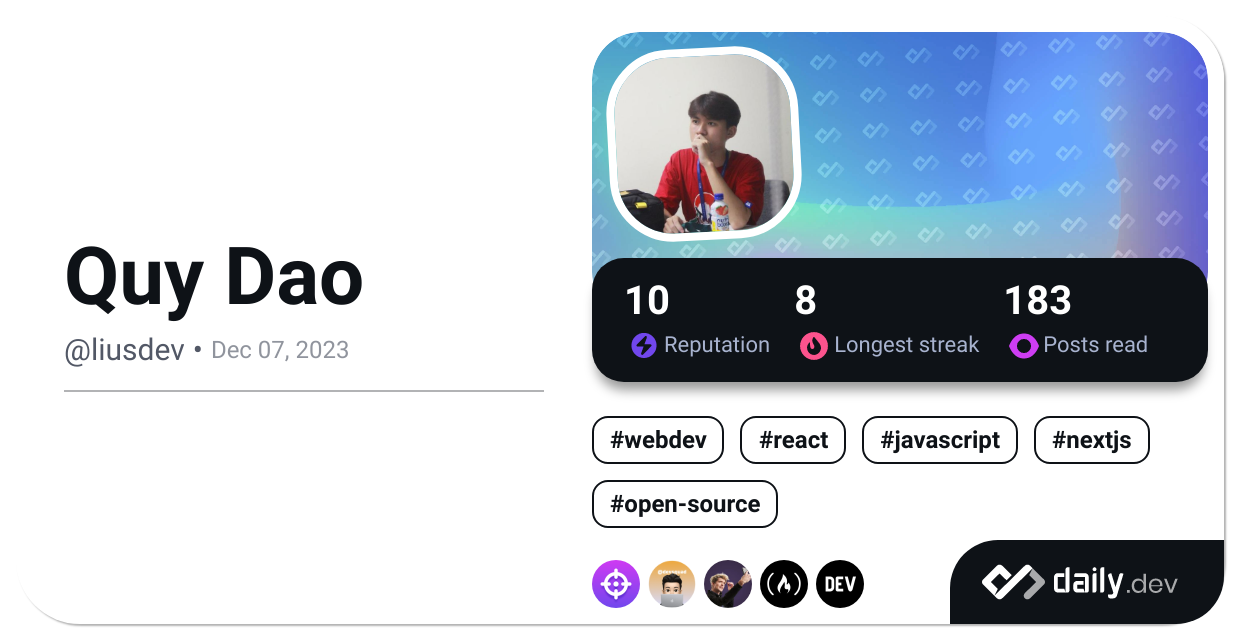 Quy Dao
@liusdev • Dec 07, 2023
10 8 183
Reputation Longest streak Posts read
#webdev #react #javascript #nextjs
#open-source
DEV
daily.dev